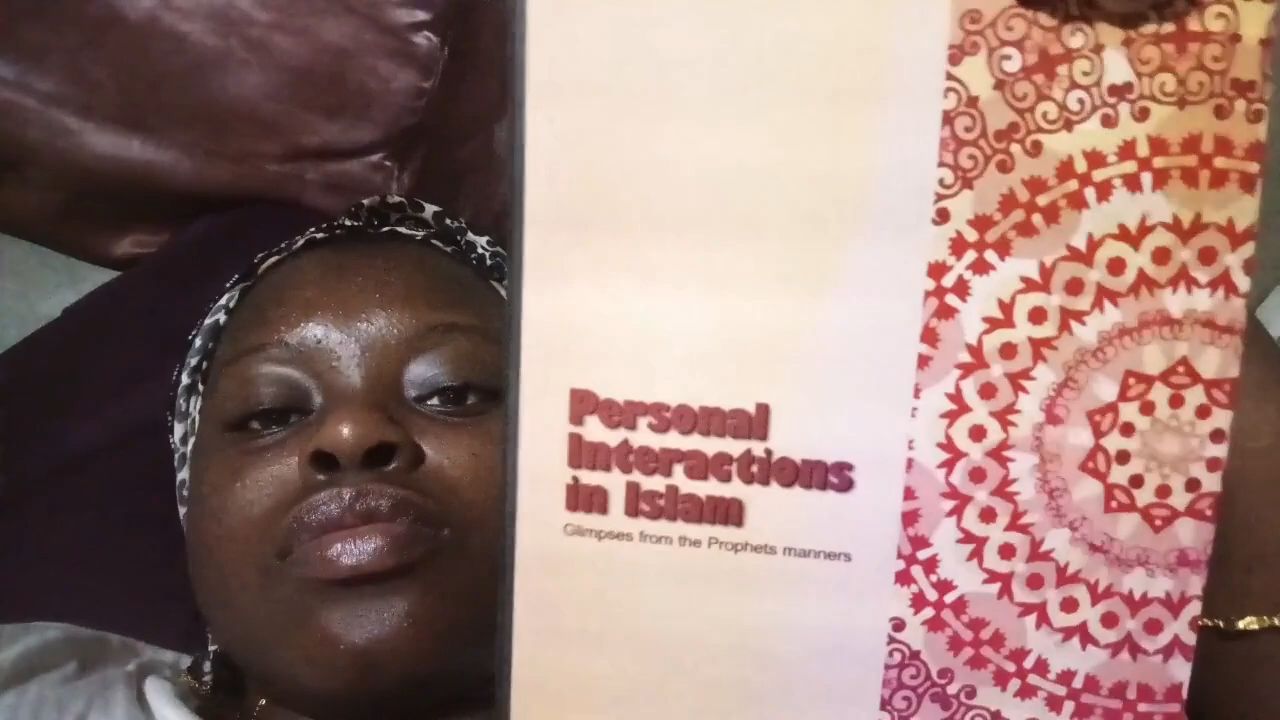 Personal
Interactions
in Islam
Glimpses from the Prophets manners